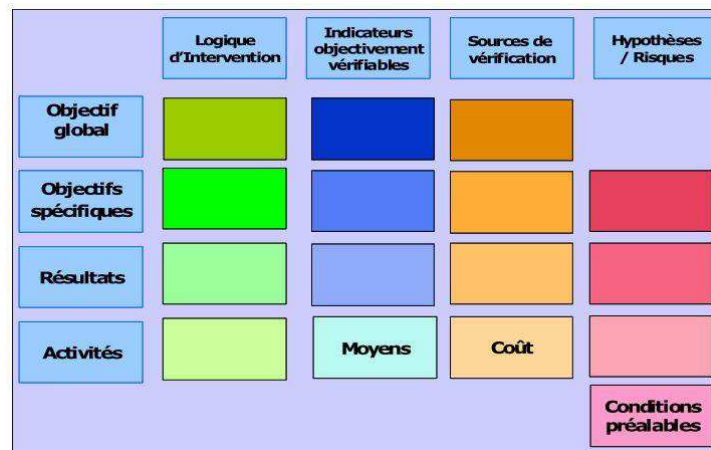 Logique
d'Intervention
Indicateurs
objectivement
vérifiables
Sources de
vérification
Hypothèses
/ Risques
Objectif
global
Objectifs
spécifiques
Résultats
Activités
Moyens
Coût
Conditions
préalables